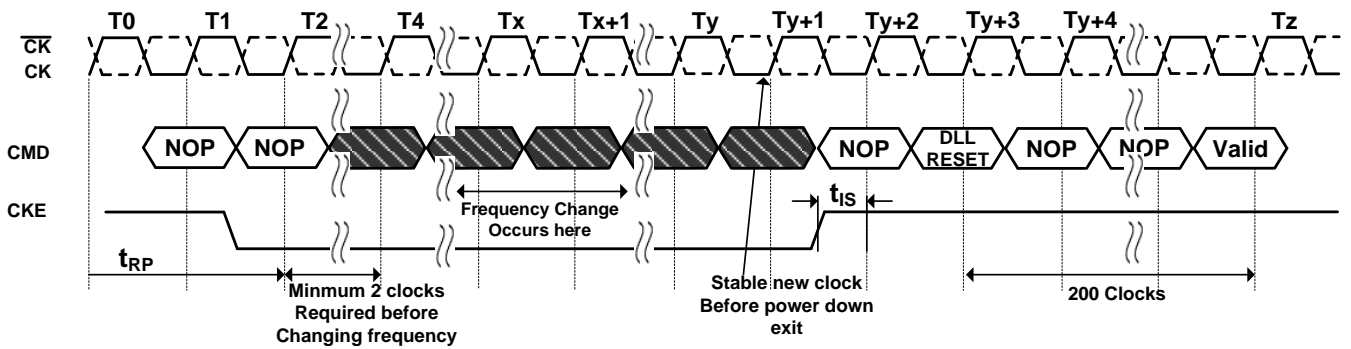 T0 T1 T2 T4 Tx Tx+1 Ty Ty+1 Ty+2 Ty+3 Ty+4 Tz
CK
CK
CMD NOP NOP NOP DLL RESET NOP NOP Valid
CKE
Frequency Change
Occurs here
tIS
tRP
Minmum 2 clocks
Required before
Changing frequency
Stable new clock
Before power down
exit
200 Clocks